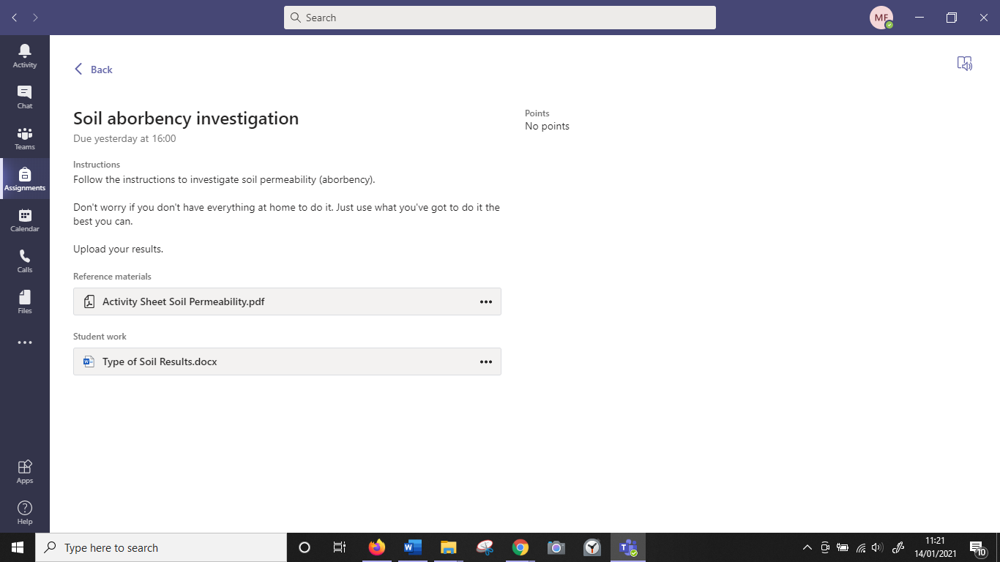 Search
MF
Activity
Chat
Teams
Assignments
Calendar
Calls
Files
Apps
Help
Back
Soil aborbency investigation
Due yesterday at 16:00
Instructions
Follow the instructions to investigate soil permeability (aborbency).
Don't worry if you don't have everything at home to do it. Just use what you've got to do it the
best you can.
Upload your results.
Reference materials
Activity Sheet Soil Permeability.pdf
Student work
Type of Soil Results.docx
Points
No points
Type here to search
11:21
14/01/2021
10